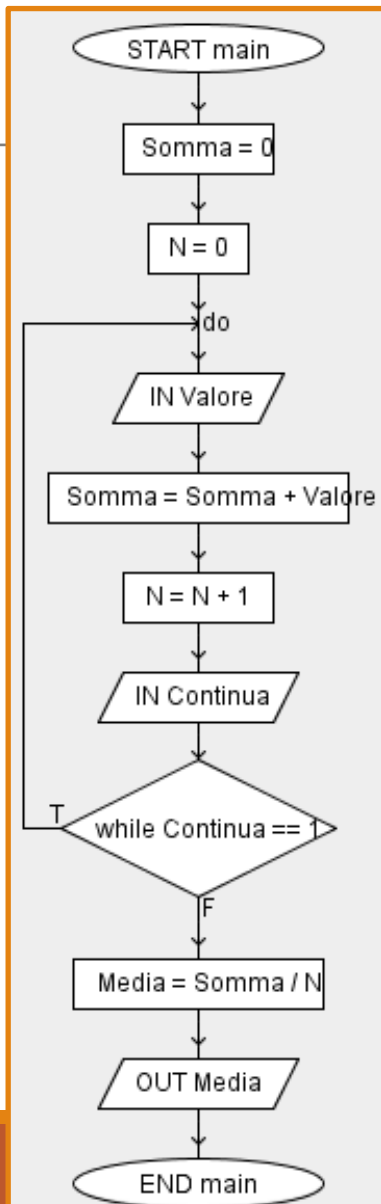 START main
Somma = 0
N = 0
do
IN Valore
Somma = Somma + Valore
N = N + 1
IN Continua
T
while Continua == 1
F
Media = Somma / N
OUT Media
END main